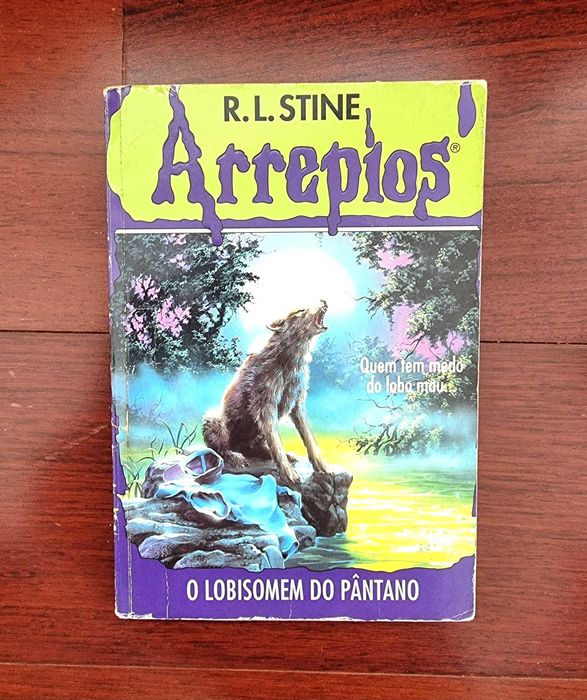 R. L. STINE
Arrepios®
Quem tem medo
do lobo mau...
O LOBISOMEM DO PÂNTANO